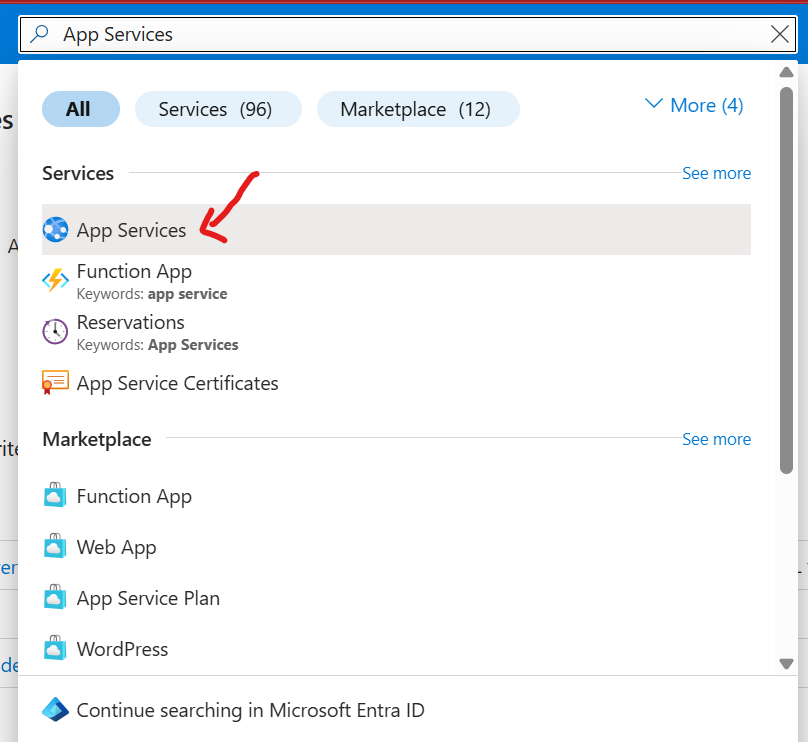 App Services
All
Services (96)
Marketplace (12)
More (4)
Services
See more
App Services
Function App
Keywords: app service
Reservations
Keywords: App Services
App Service Certificates
Marketplace
See more
Function App
Web App
App Service Plan
WordPress
Continue searching in Microsoft Entra ID